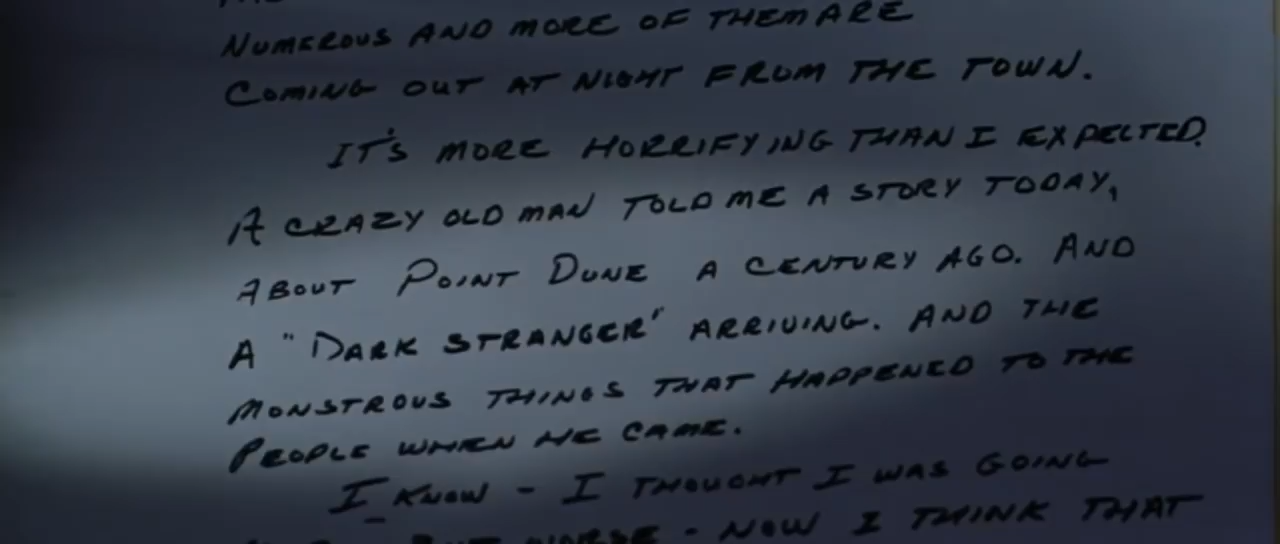 NUMEROUS AND MORE OF THEM ARE
COMING OUT AT NIGHT FROM THE TOWN.
IT'S MORE HORRIFYING THAN I EXPECTED.
A CRAZY OLD MAN TOLD ME A STORY TODAY,
ABOUT POINT DUNE A CENTURY AGO. AND
A "DARK STRANGER" ARRIVING. AND THE
MONSTROUS THINGS THAT HAPPENED TO THE
PEOPLE WHEN HE CAME.
I KNOW - I THOUGHT I WAS GOING
WORSE - NOW I THINK THAT